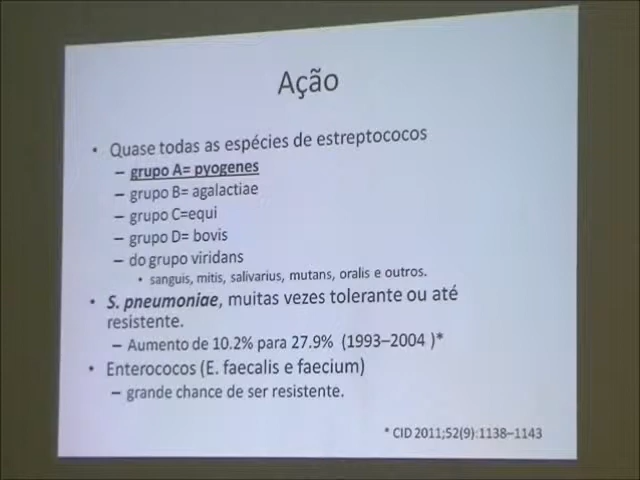 Ação
• Quase todas as espécies de estreptococos
– grupo A= pyogenes
– grupo B= agalactiae
– grupo C=equi
– grupo D= bovis
– do grupo viridans
• sanguis, mitis, salivarius, mutans, oralis e outros.
• S. pneumoniae, muitas vezes tolerante ou até
resistente.
– Aumento de 10.2% para 27.9% (1993–2004 )*
• Enterococos (E. faecalis e faecium)
– grande chance de ser resistente.
* CID 2011;52(9):1138–1143